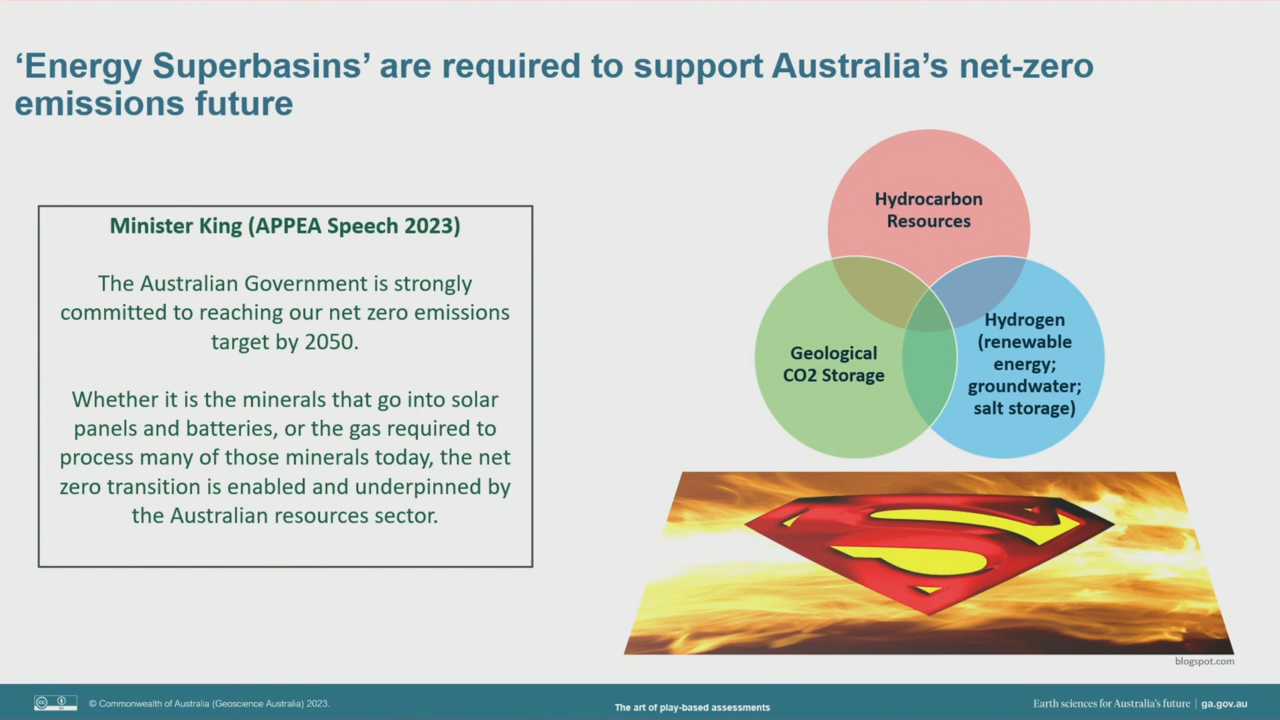 ‘Energy Superbasins’ are required to support Australia’s net-zero
emissions future
Minister King (APPEA Speech 2023)
The Australian Government is strongly
committed to reaching our net zero emissions
target by 2050.
Whether it is the minerals that go into solar
panels and batteries, or the gas required to
process many of those minerals today, the net
zero transition is enabled and underpinned by
the Australian resources sector.
Hydrocarbon
Resources
Geological
CO2 Storage
Hydrogen
(renewable
energy;
groundwater;
salt storage)
S
blogspot.com
© Commonwealth of Australia (Geoscience Australia) 2023.
The art of play-based assessments
Earth sciences for Australia’s future | ga.gov.au